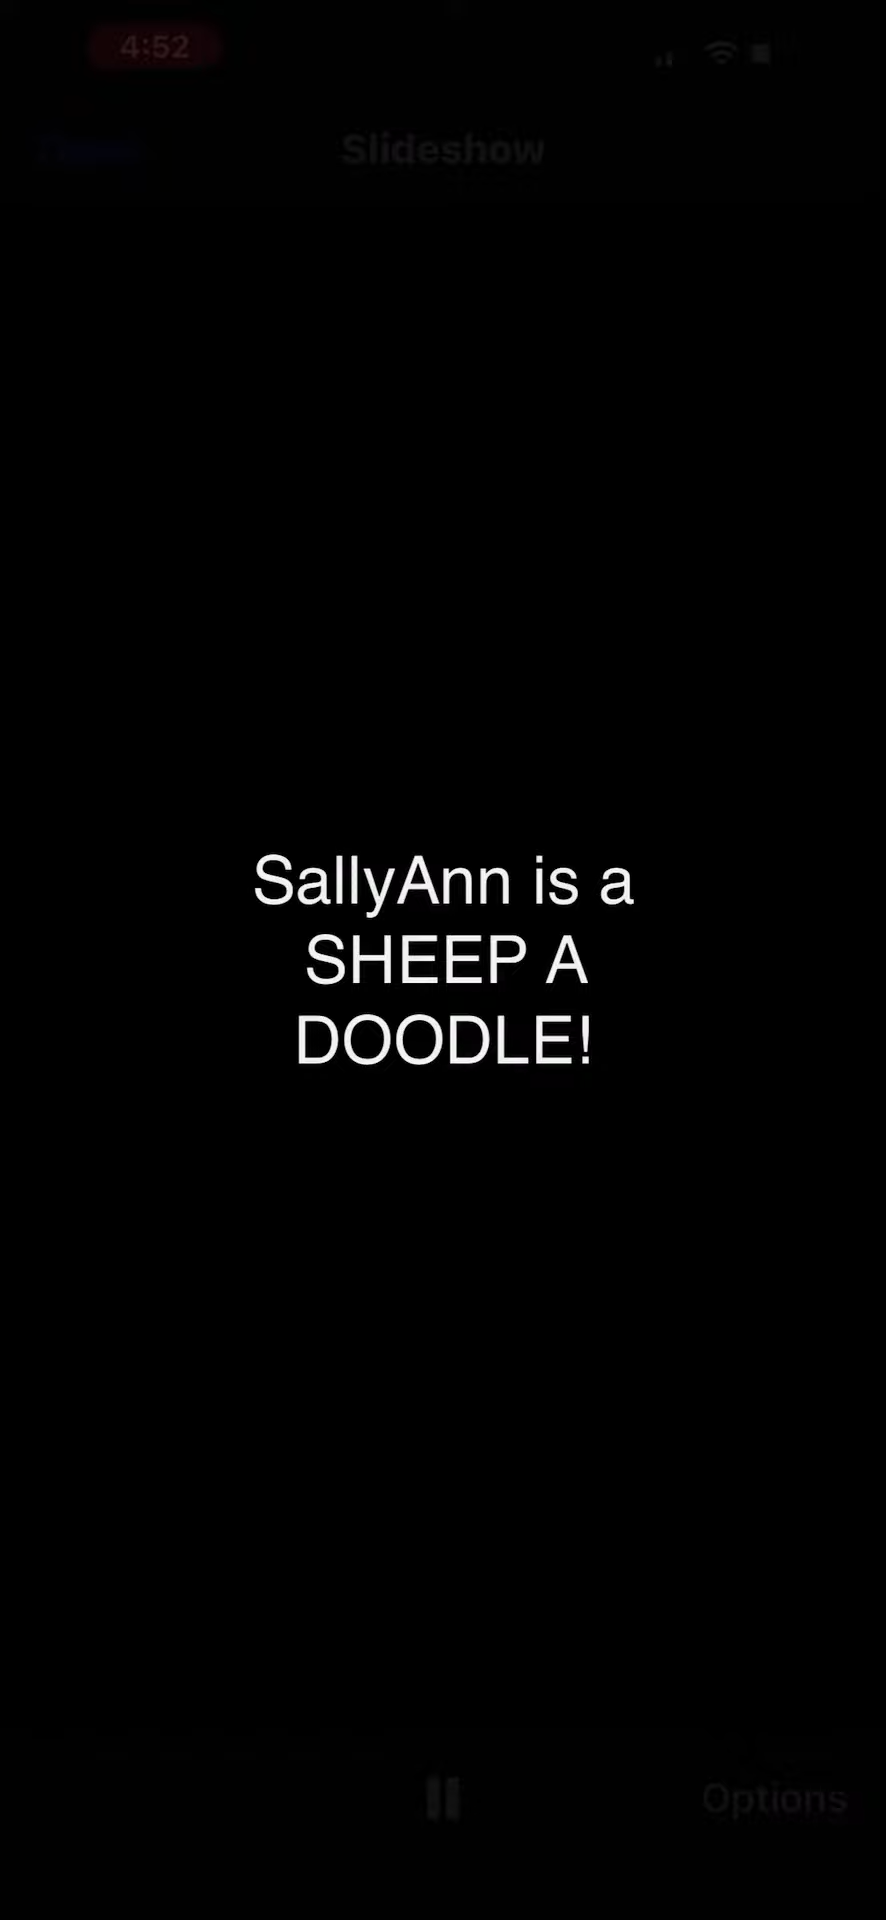 4:52
Slideshow
SallyAnn is a
SHEEP A
DOODLE!
Options